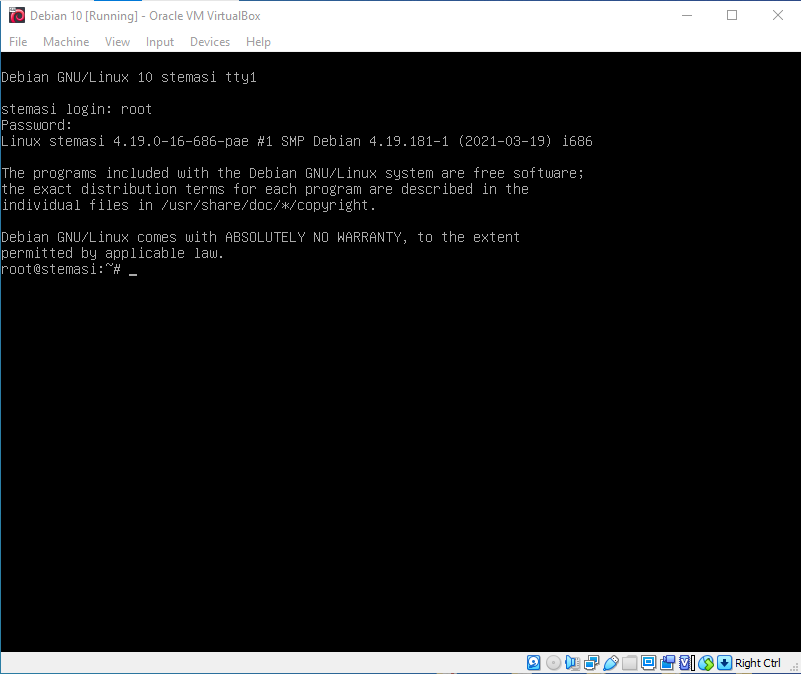 Debian 10 [Running] - Oracle VM VirtualBox
File Machine View Input Devices Help
Debian GNU/Linux 10 stemasi tty1
stemasi login: root
Password:
Linux stemasi 4.19.0-16-686-pae #1 SMP Debian 4.19.181-1 (2021-03-19) i686
The programs included with the Debian GNU/Linux system are free software;
the exact distribution terms for each program are described in the
individual files in /usr/share/doc/*/copyright.
Debian GNU/Linux comes with ABSOLUTELY NO WARRANTY, to the extent
permitted by applicable law.
root@stemasi:~# _
Right Ctrl